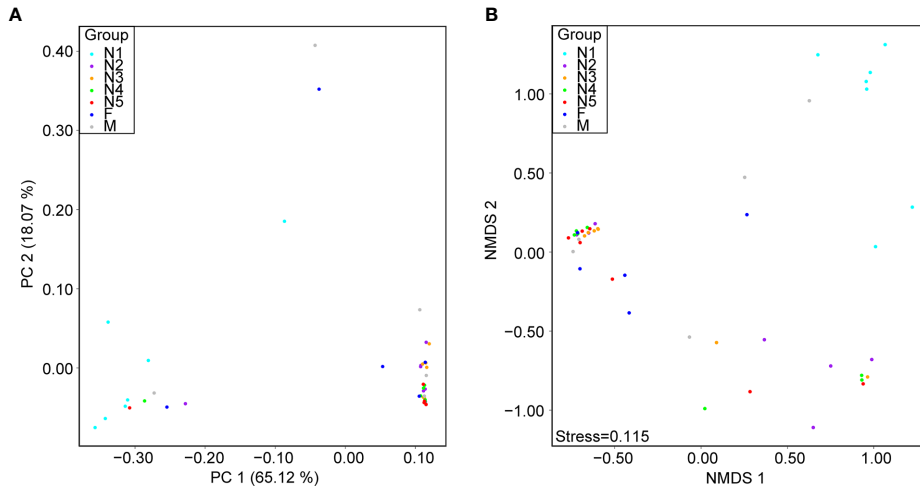 A
Group
N1
N2
N3
N4
N5
F
M
0.40
0.30
0.20
0.10
0.00
PC 2 (18.07 %)
−0.30
−0.20
−0.10
0.00
0.10
PC 1 (65.12 %)
B
Group
N1
N2
N3
N4
N5
F
M
1.00
0.50
0.00
−0.50
−1.00
NMDS 2
Stress=0.115
−0.50
0.00
0.50
1.00
NMDS 1